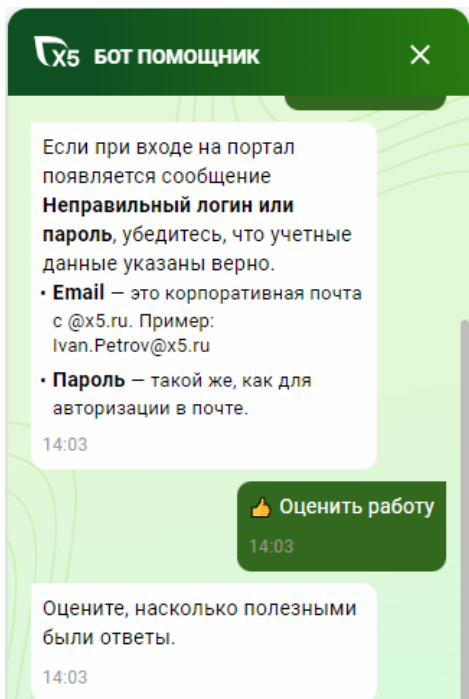 X5 БОТ ПОМОЩНИК
Если при входе на портал
появляется сообщение
Неправильный логин или
пароль, убедитесь, что учетные
данные указаны верно.
• Email — это корпоративная почта
с @x5.ru. Пример:
Ivan.Petrov@x5.ru
• Пароль — такой же, как для
авторизации в почте.
14:03
👍 Оценить работу
14:03
Оцените, насколько полезными
были ответы.
14:03